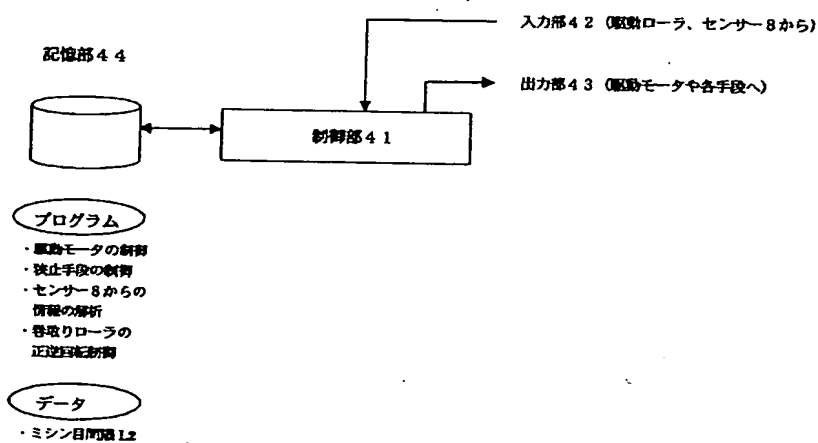 入力部42(駆動ローラ、センサー8から)
記憶部44
出力部43(駆動モータや各手段へ)
制御部41
プログラム
・駆動モータの制御
・挟止手段の制御
・センサー8からの
情報の解析
・巻取りローラの
正逆回転制御
データ
・ミシン目間隔L2